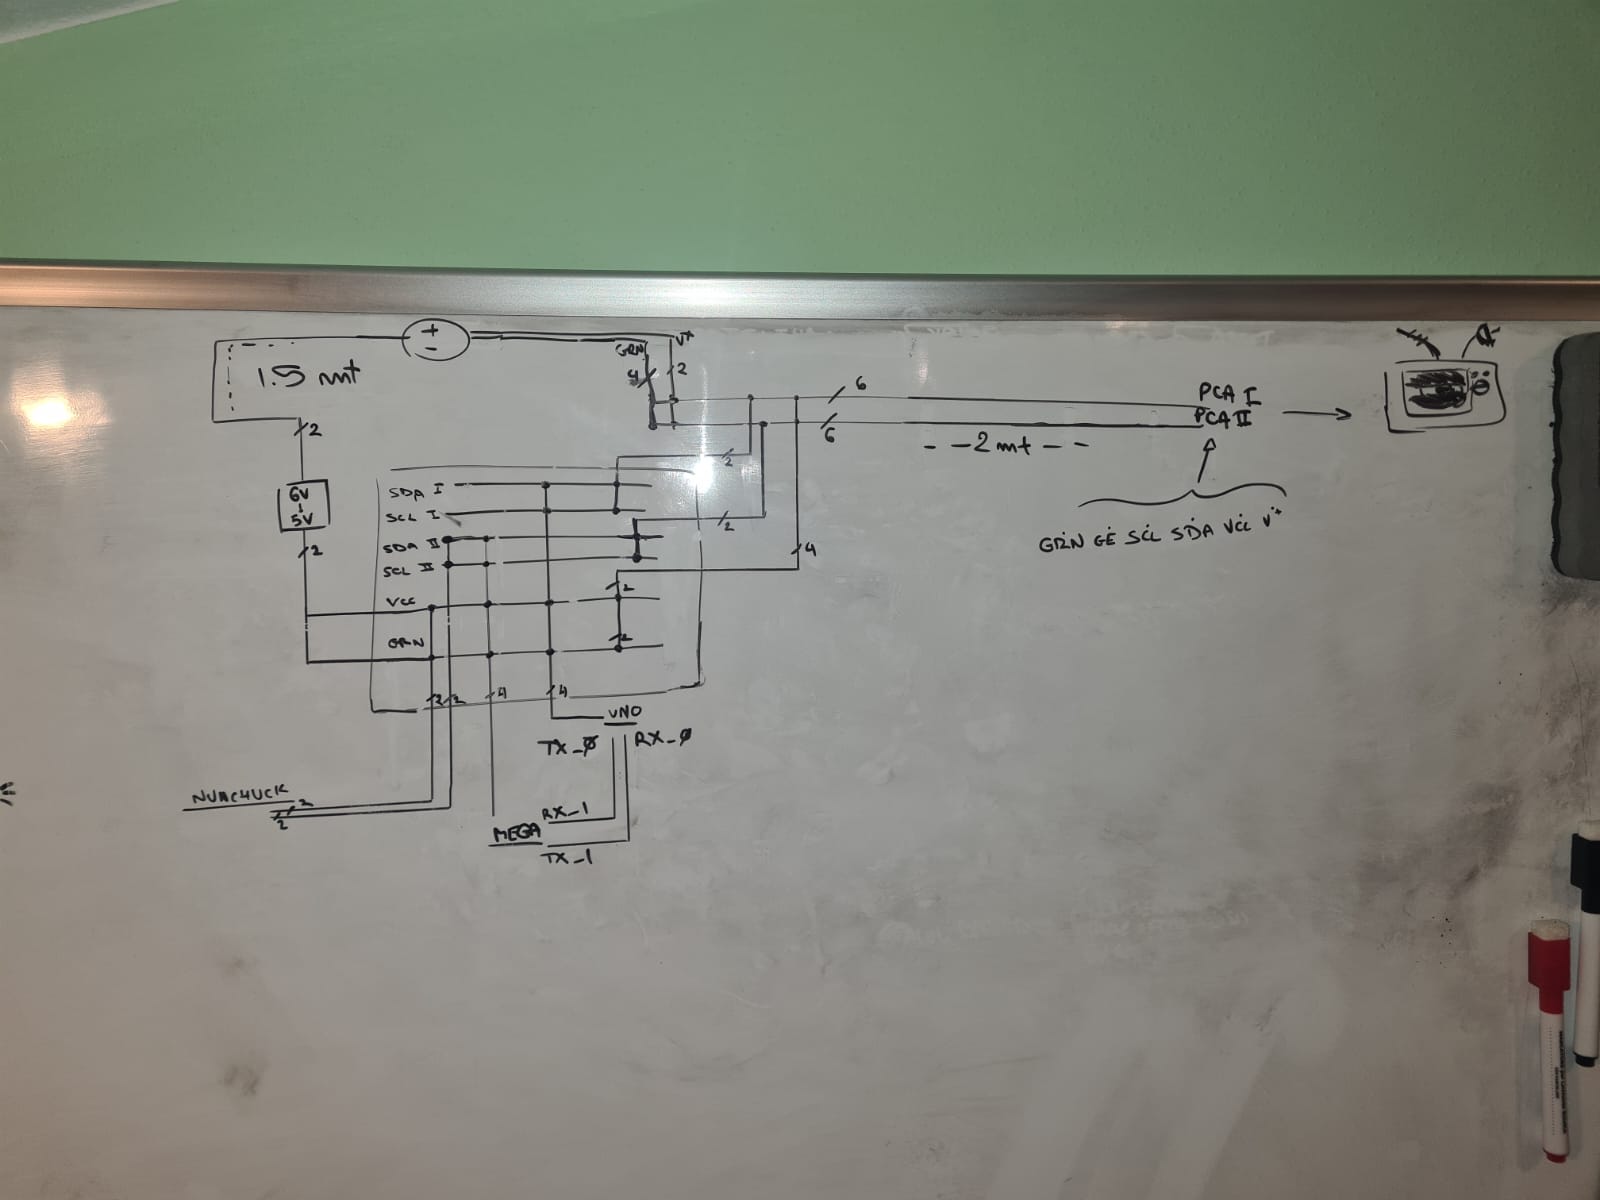 +
-
GRN V+
1.5 mt
4 2
6
PCA I
PCA II
6
- - 2 mt - -
2
2
6V
5V
2
SDA I
SCL I
SDA II
SCL II
VCC
GRN
2
2
4
2
2
GRN GE SCL SDA VCC V+
2 2 4 4
UNO
TX_0 RX_0
NUNCHUCK
2
2
RX_1
MEGA
TX_1